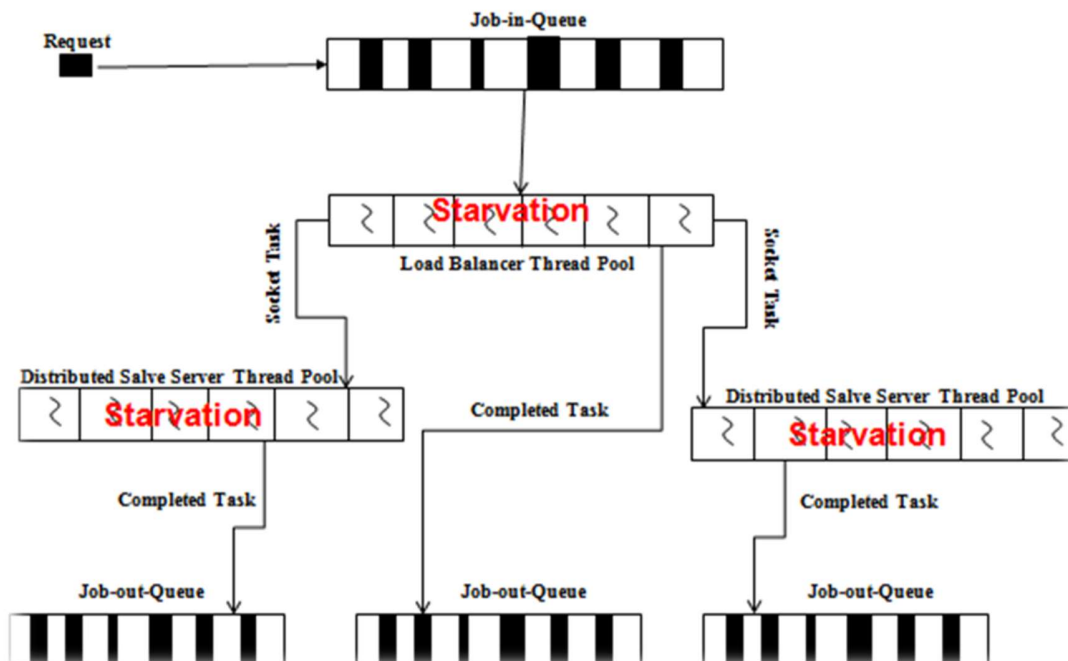 Job-in-Queue
Request
Starvation
Load Balancer Thread Pool
Socket Task
Socket Task
Distributed Salve Server Thread Pool
Starvation
Completed Task
Distributed Salve Server Thread Pool
Starvation
Completed Task
Completed Task
Job-out-Queue
Job-out-Queue
Job-out-Queue